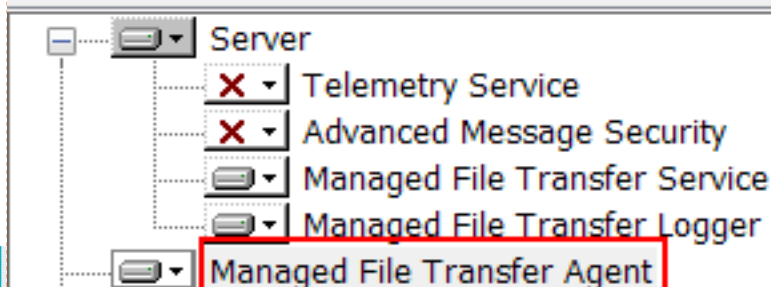 Server
Telemetry Service
Advanced Message Security
Managed File Transfer Service
Managed File Transfer Logger
Managed File Transfer Agent